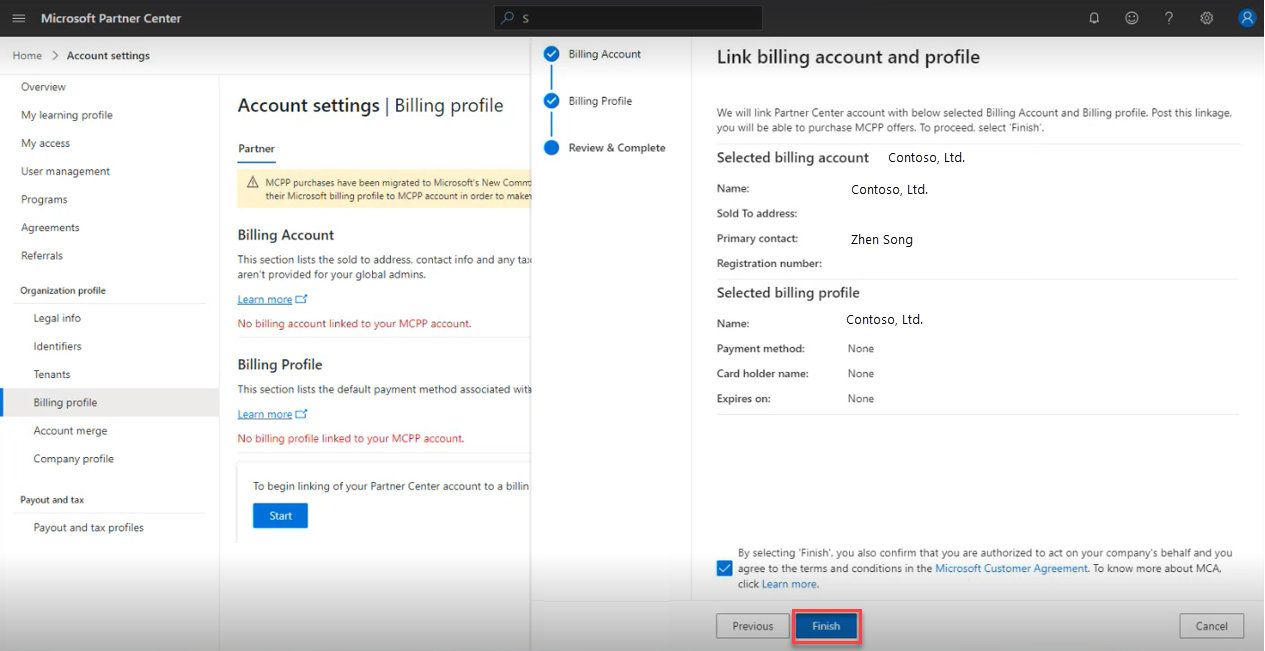 Microsoft Partner Center
S
Home > Account settings
Overview
My learning profile
My access
User management
Programs
Agreements
Referrals
Organization profile
Legal info
Identifiers
Tenants
Billing profile
Account merge
Company profile
Payout and tax
Payout and tax profiles
Account settings | Billing profile
Partner
MCPP purchases have been migrated to Microsoft's New Comm
their Microsoft billing profile to MCPP account in order to make
Billing Account
This section lists the sold to address, contact info and any tax
aren't provided for your global admins.
Learn more
No billing account linked to your MCPP account.
Billing Profile
This section lists the default payment method associated with
Learn more
No billing profile linked to your MCPP account.
To begin linking of your Partner Center account to a billin
Start
Billing Account
Billing Profile
Review & Complete
Link billing account and profile
We will link Partner Center account with below selected Billing Account and Billing profile. Post this linkage,
you will be able to purchase MCPP offers. To proceed, select 'Finish'.
Selected billing account Contoso, Ltd.
Name: Contoso, Ltd.
Sold To address:
Primary contact: Zhen Song
Registration number:
Selected billing profile
Name: Contoso, Ltd.
Payment method: None
Card holder name: None
Expires on: None
By selecting 'Finish', you also confirm that you are authorized to act on your company's behalf and you
agree to the terms and conditions in the Microsoft Customer Agreement. To know more about MCA,
click Learn more.
Previous Finish Cancel